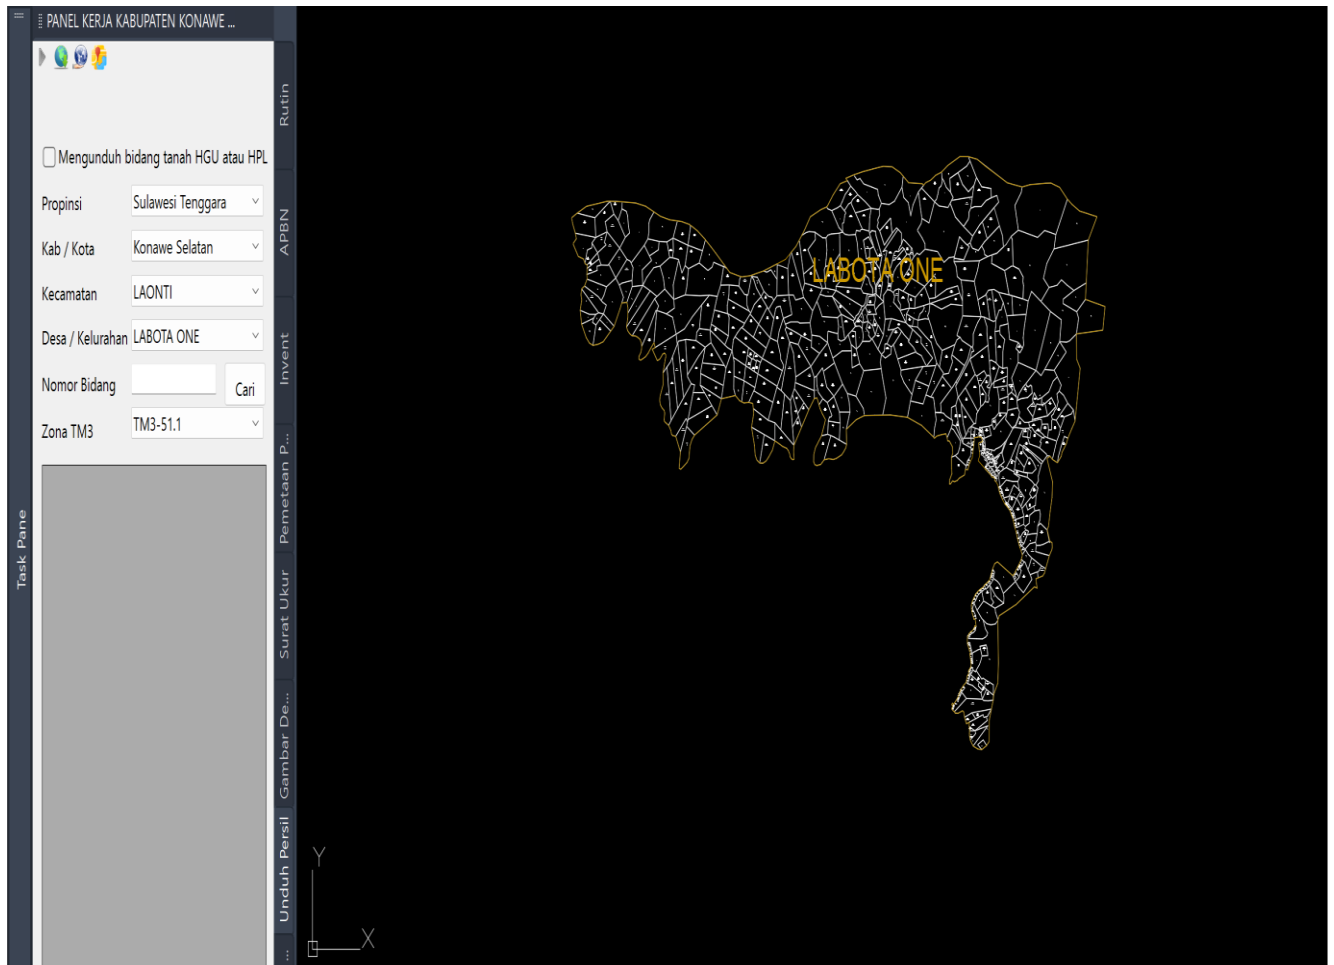 PANEL KERJA KABUPATEN KONAWE ...
Mengunduh bidang tanah HGU atau HPL
Propinsi
Sulawesi Tenggara
Kab / Kota
Konawe Selatan
Kecamatan
LAONTI
Desa / Kelurahan
LABOTA ONE
Nomor Bidang
Cari
Zona TM3
TM3-51.1
Task Pane
Rutin
APBN
Invent
Pemetaan P...
Surat Ukur
Gambar De...
Unduh Persil
...
LABOTA ONE
Y
X